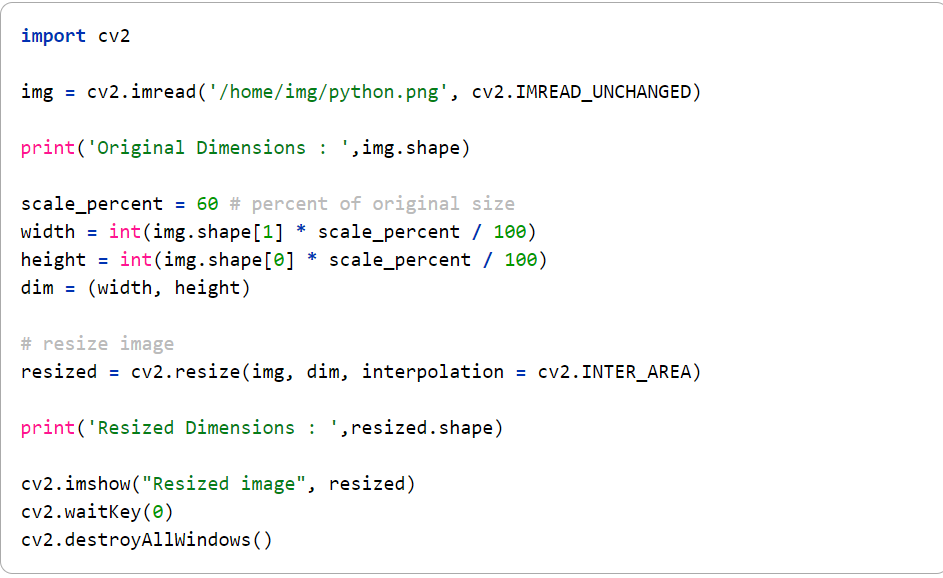 import cv2
img = cv2.imread('/home/img/python.png', cv2.IMREAD_UNCHANGED)
print('Original Dimensions : ',img.shape)
scale_percent = 60 # percent of original size
width = int(img.shape[1] * scale_percent / 100)
height = int(img.shape[0] * scale_percent / 100)
dim = (width, height)
# resize image
resized = cv2.resize(img, dim, interpolation = cv2.INTER_AREA)
print('Resized Dimensions : ',resized.shape)
cv2.imshow("Resized image", resized)
cv2.waitKey(0)
cv2.destroyAllWindows()